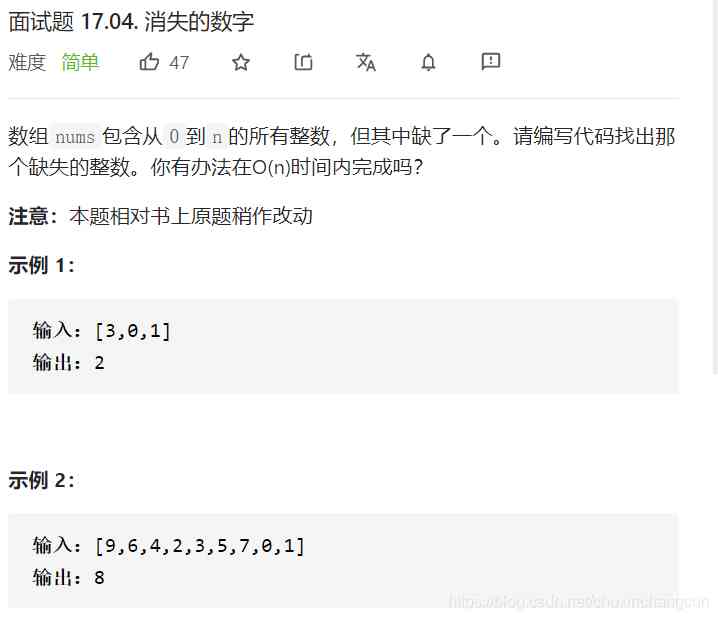 面试题 17.04. 消失的数字
难度 简单 47
数组 nums 包含从 0 到 n 的所有整数，但其中缺了一个。请编写代码找出那
个缺失的整数。你有办法在O(n)时间内完成吗？
注意：本题相对书上原题稍作改动
示例 1：
输入：[3,0,1]
输出：2
示例 2：
输入：[9,6,4,2,3,5,7,0,1]
输出：8